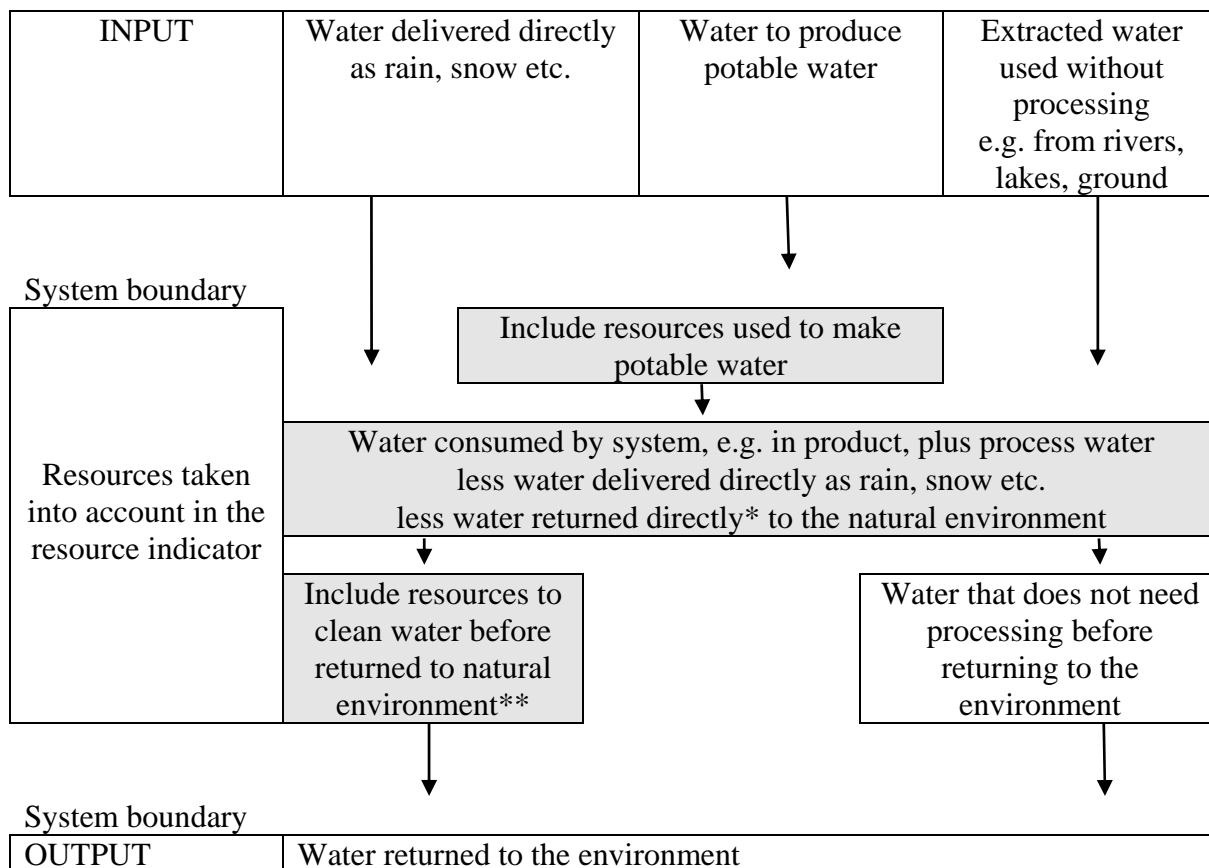 INPUT
Water delivered directly
as rain, snow etc.
Water to produce
potable water
Extracted water
used without
processing
e.g. from rivers,
lakes, ground
System boundary
Include resources used to make
potable water
Resources taken
into account in the
resource indicator
Water consumed by system, e.g. in product, plus process water
less water delivered directly as rain, snow etc.
less water returned directly* to the natural environment
Include resources to
clean water before
returned to natural
environment**
Water that does not need
processing before
returning to the
environment
System boundary
OUTPUT
Water returned to the environment